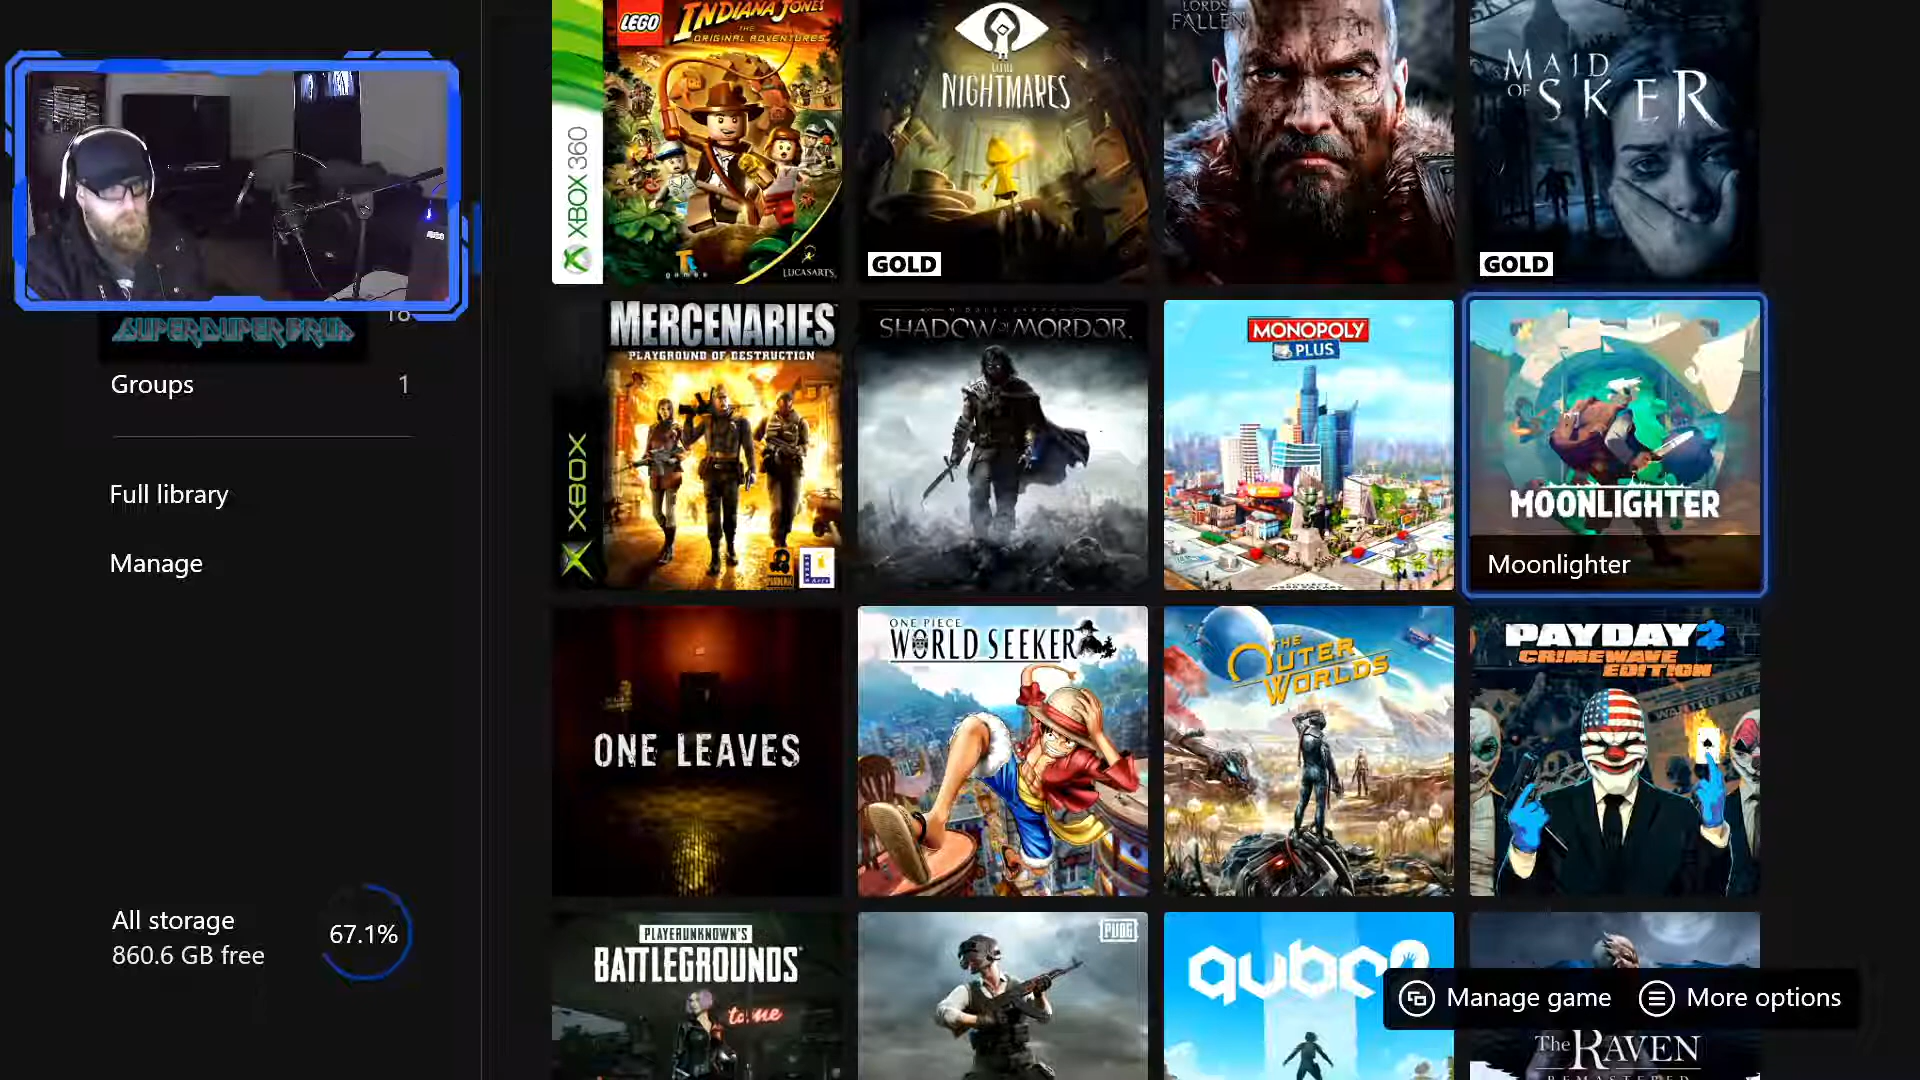 SUPERDUPERBRUH
18
Groups 1
Full library
Manage
All storage
860.6 GB free
67.1%
XBOX 360
LEGO
INDIANA JONES
THE
ORIGINAL ADVENTURES
LUCASARTS
LITTLE
NIGHTMARES
GOLD
LORDS
FALLEN
MAID
OF SKER
GOLD
XBOX
MERCENARIES
PLAYGROUND OF DESTRUCTION
SHADOW OF MORDOR
MONOPOLY
PLUS
MOONLIGHTER
Moonlighter
ONE LEAVES
ONE PIECE
WORLD SEEKER
THE
OUTER
WORLDS
PAYDAY 2
CRIMEWAVE
EDITION
PLAYERUNKNOWN'S
BATTLEGROUNDS
PUBG
The RAVEN
REMASTERED
Manage game
More options